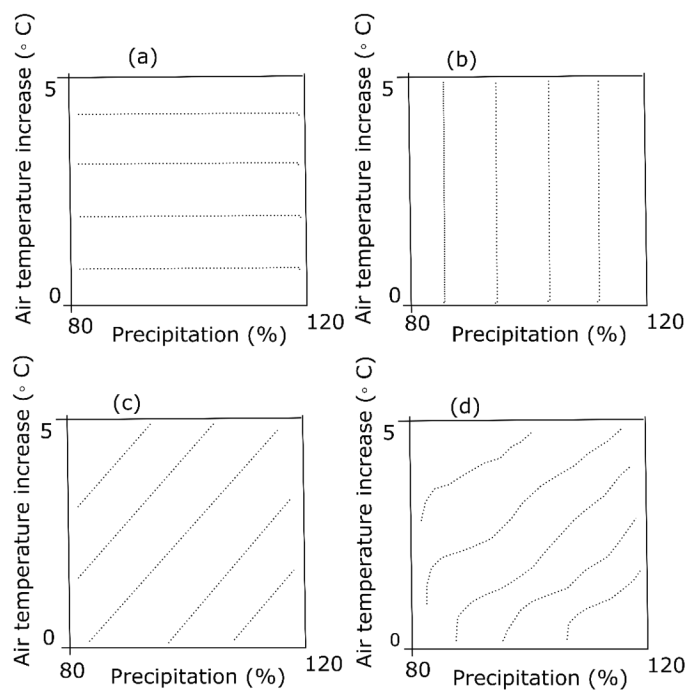 (a)
Air temperature increase (° C)
5
0
80
Precipitation (%)
120
(b)
Air temperature increase (° C)
5
0
80
Precipitation (%)
120
(c)
Air temperature increase (° C)
5
0
80
Precipitation (%)
120
(d)
Air temperature increase (° C)
5
0
80
Precipitation (%)
120